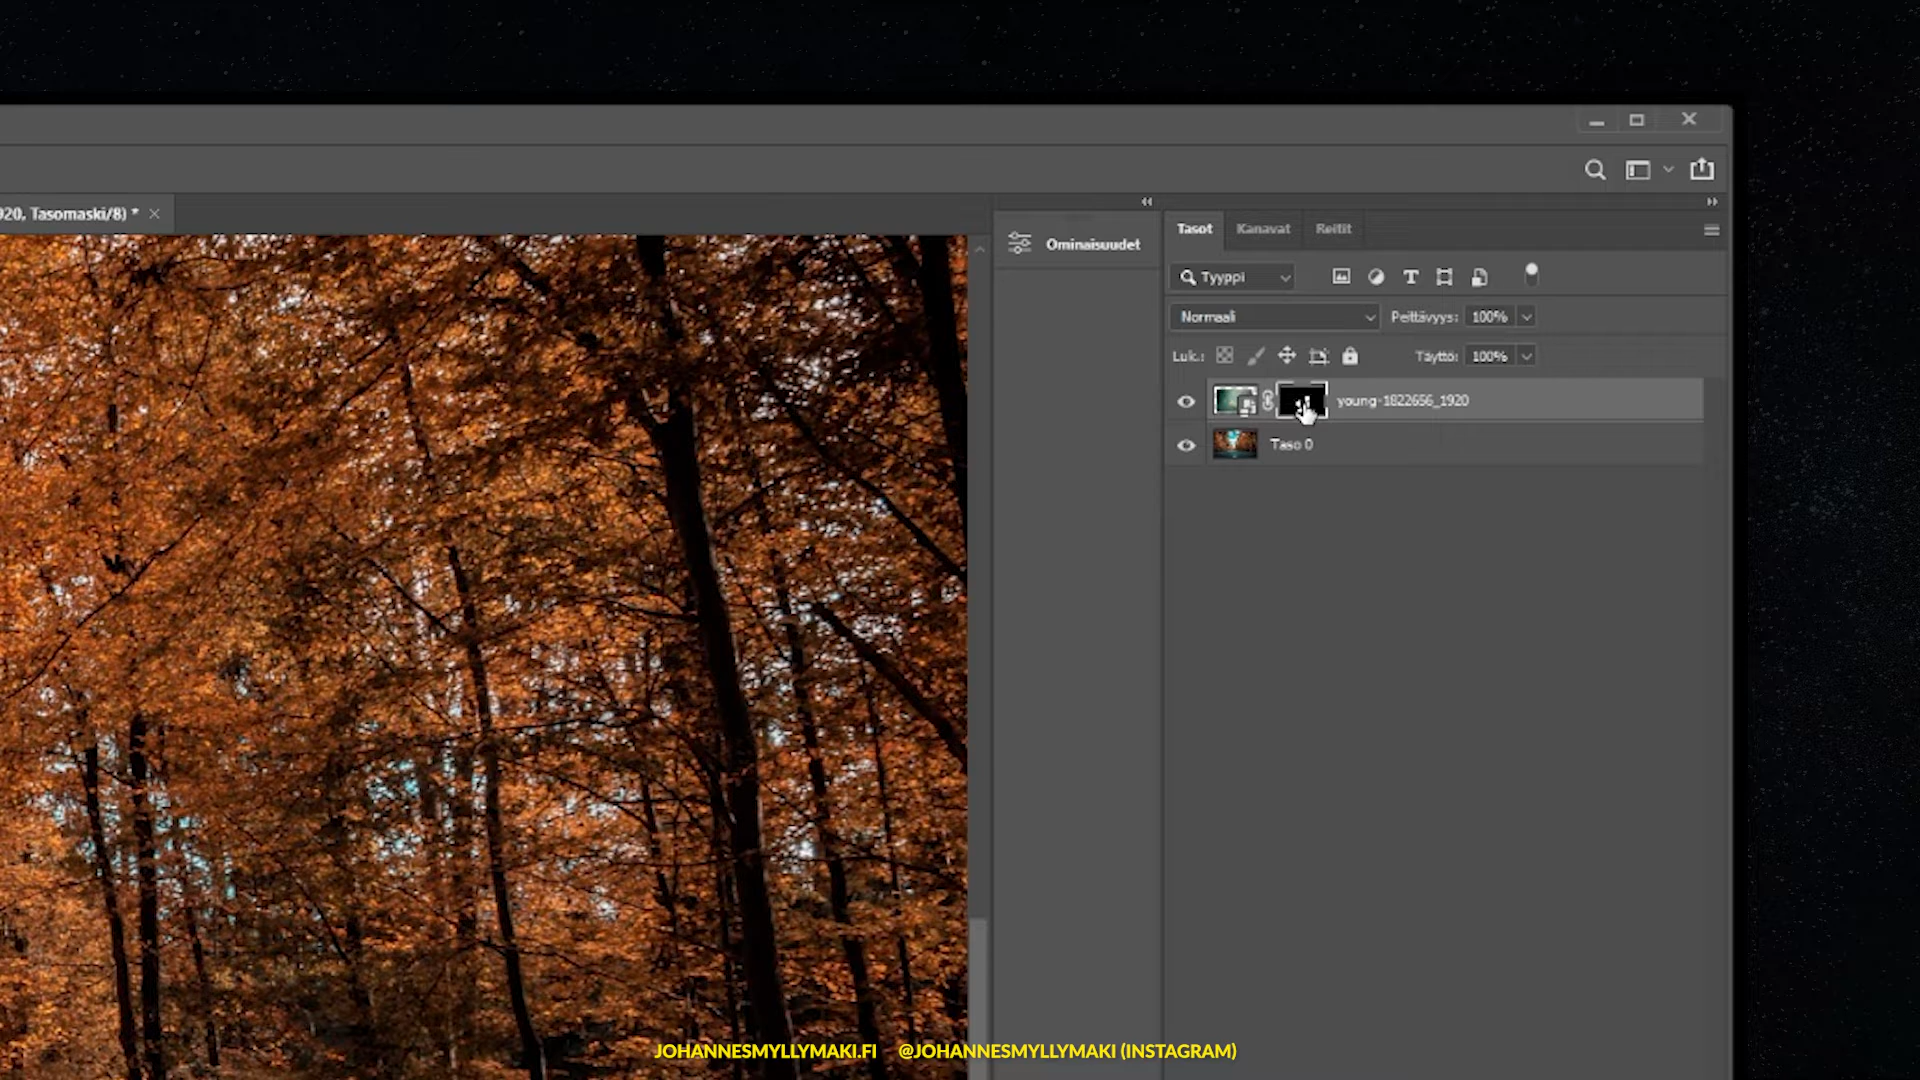 920, Tasomaski/8) *
Ominaisuudet
Tasot Kanavat Reitit
Tyyppi
Normaali Peittävyys: 100%
Luk.: Täyttö: 100%
young-1822656_1920
Taso 0
JOHANNESMYLLYMAKI.FI @JOHANNESMYLLYMAKI (INSTAGRAM)